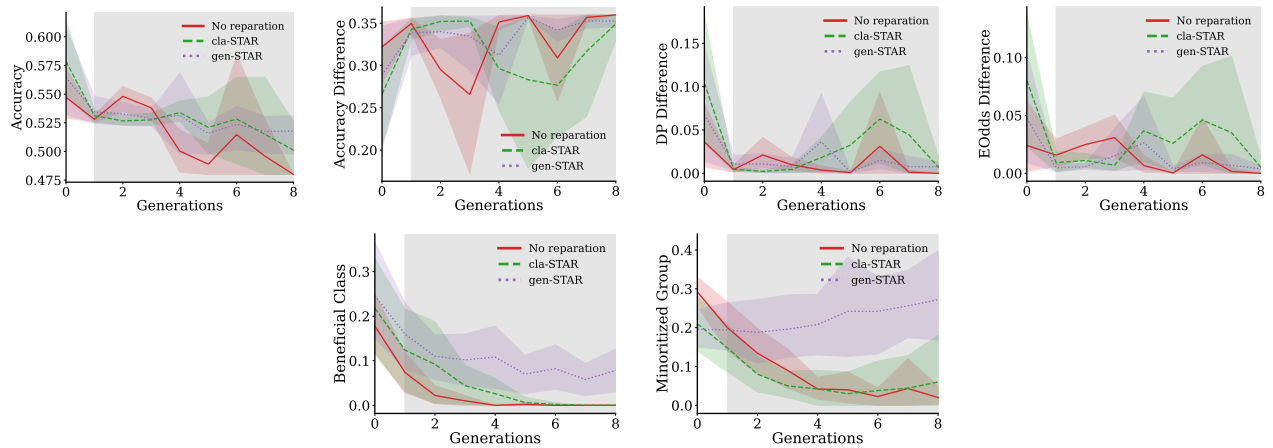 Accuracy
0.600
0.575
0.550
0.525
0.500
0.475
0
2
4
6
8
Generations
No reparation
cla-STAR
gen-STAR
Accuracy Difference
0.35
0.30
0.25
0.20
0
2
4
6
8
Generations
No reparation
cla-STAR
gen-STAR
DP Difference
0.15
0.10
0.05
0.00
0
2
4
6
8
Generations
No reparation
cla-STAR
gen-STAR
EOdds Difference
0.10
0.05
0.00
0
2
4
6
8
Generations
No reparation
cla-STAR
gen-STAR
Beneficial Class
0.3
0.2
0.1
0.0
0
2
4
6
8
Generations
No reparation
cla-STAR
gen-STAR
Minoritized Group
0.4
0.3
0.2
0.1
0.0
0
2
4
6
8
Generations
No reparation
cla-STAR
gen-STAR